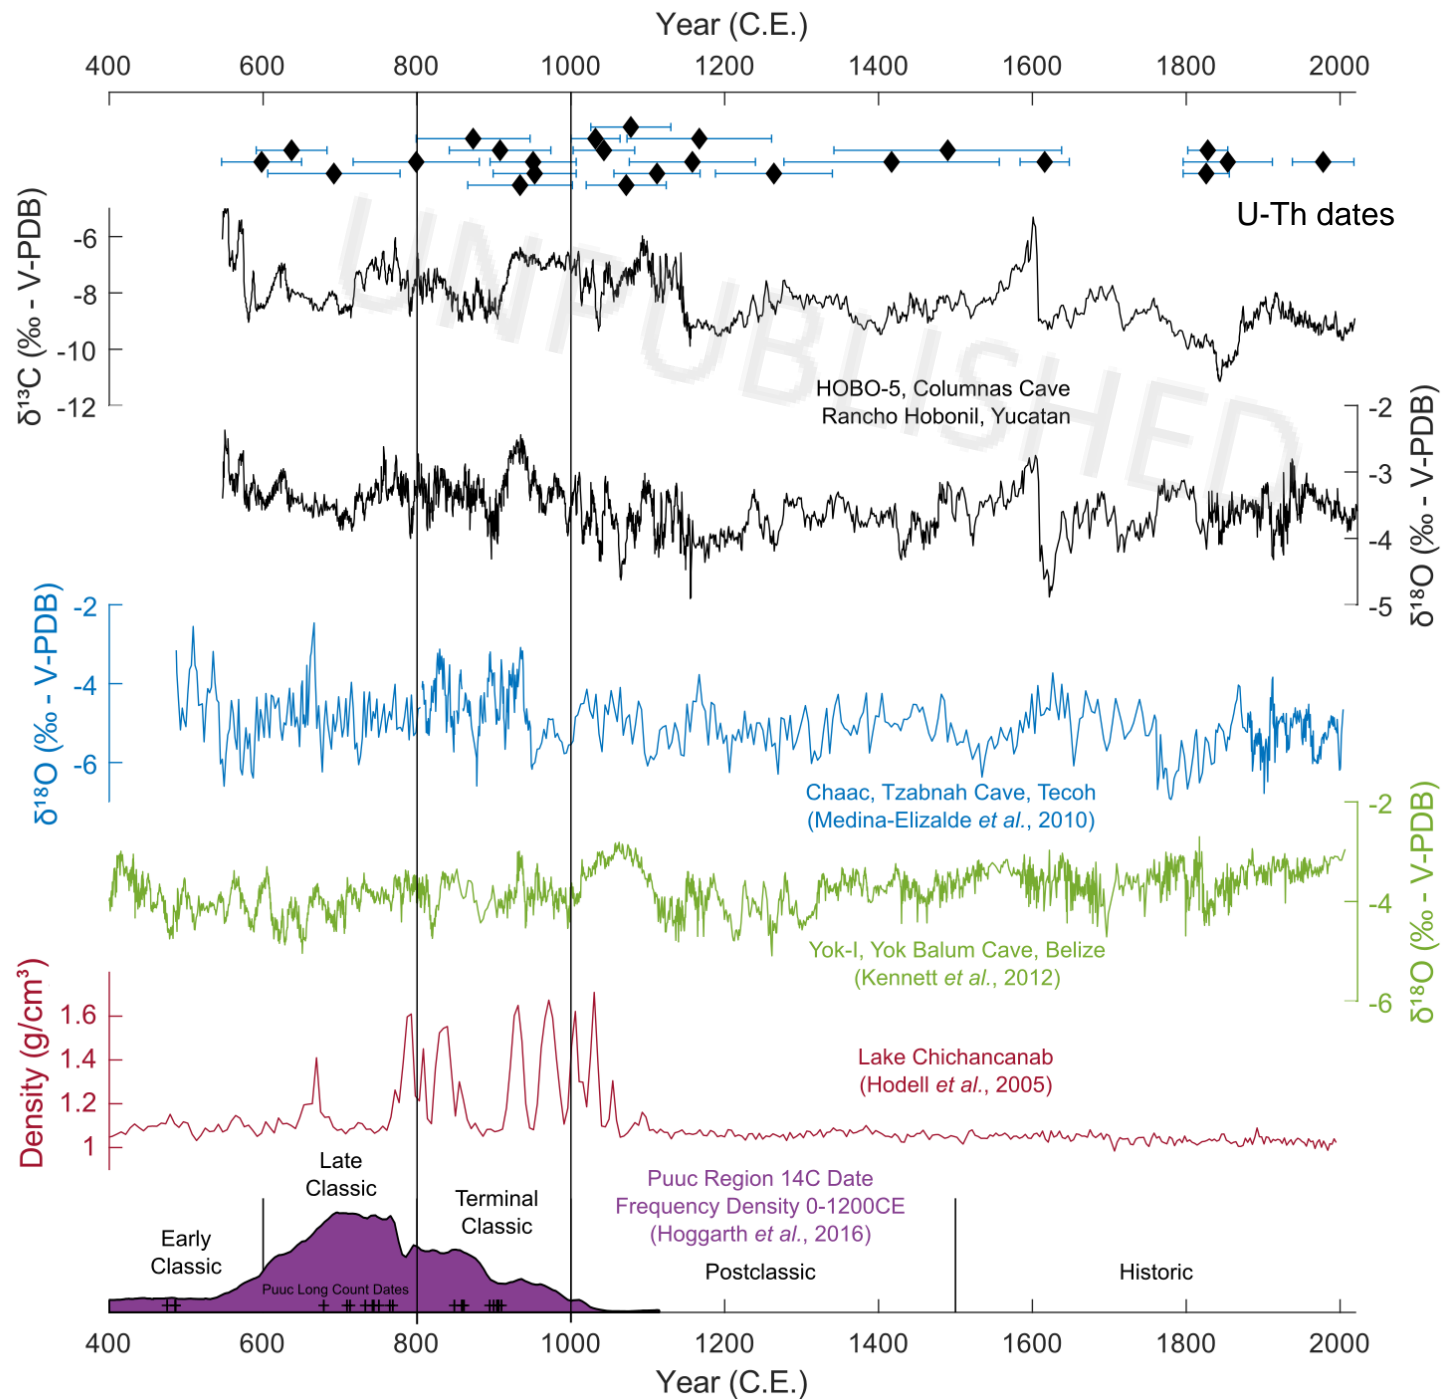 Year (C.E.)
400 600 800 1000 1200 1400 1600 1800 2000
U-Th dates
δ¹³C (‰ - V-PDB)
-6
-8
-10
-12
UNPUBLISHED
HOBO-5, Columnas Cave
Rancho Hobonil, Yucatan
δ¹⁸O (‰ - V-PDB)
-2
-3
-4
-5
δ¹⁸O (‰ - V-PDB)
-2
-4
-6
Chaac, Tzabnah Cave, Tecoh
(Medina-Elizalde et al., 2010)
δ¹⁸O (‰ - V-PDB)
-2
-4
-6
Yok-I, Yok Balum Cave, Belize
(Kennett et al., 2012)
Density (g/cm³)
1.6
1.4
1.2
1
Lake Chichancanab
(Hodell et al., 2005)
Puuc Region 14C Date
Frequency Density 0-1200CE
(Hoggarth et al., 2016)
Early
Classic
Late
Classic
Terminal
Classic
Postclassic
Historic
Puuc Long Count Dates
400 600 800 1000 1200 1400 1600 1800 2000
Year (C.E.)